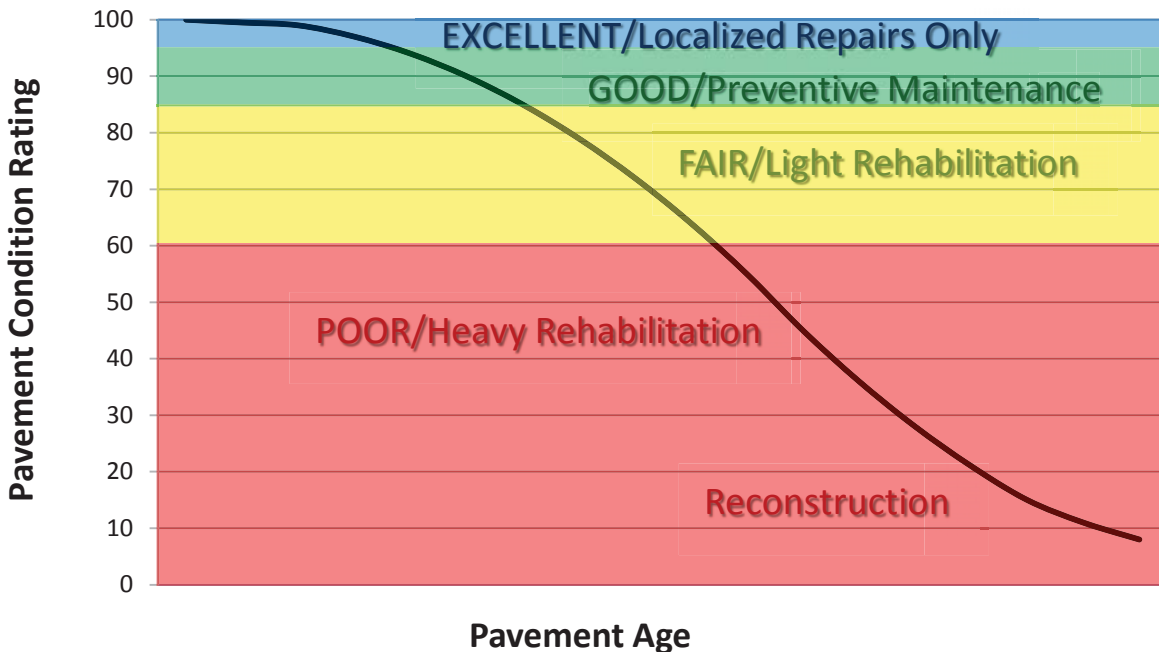 Pavement Condition Rating
100
90
80
70
60
50
40
30
20
10
0
EXCELLENT/Localized Repairs Only
GOOD/Preventive Maintenance
FAIR/Light Rehabilitation
POOR/Heavy Rehabilitation
Reconstruction
Pavement Age